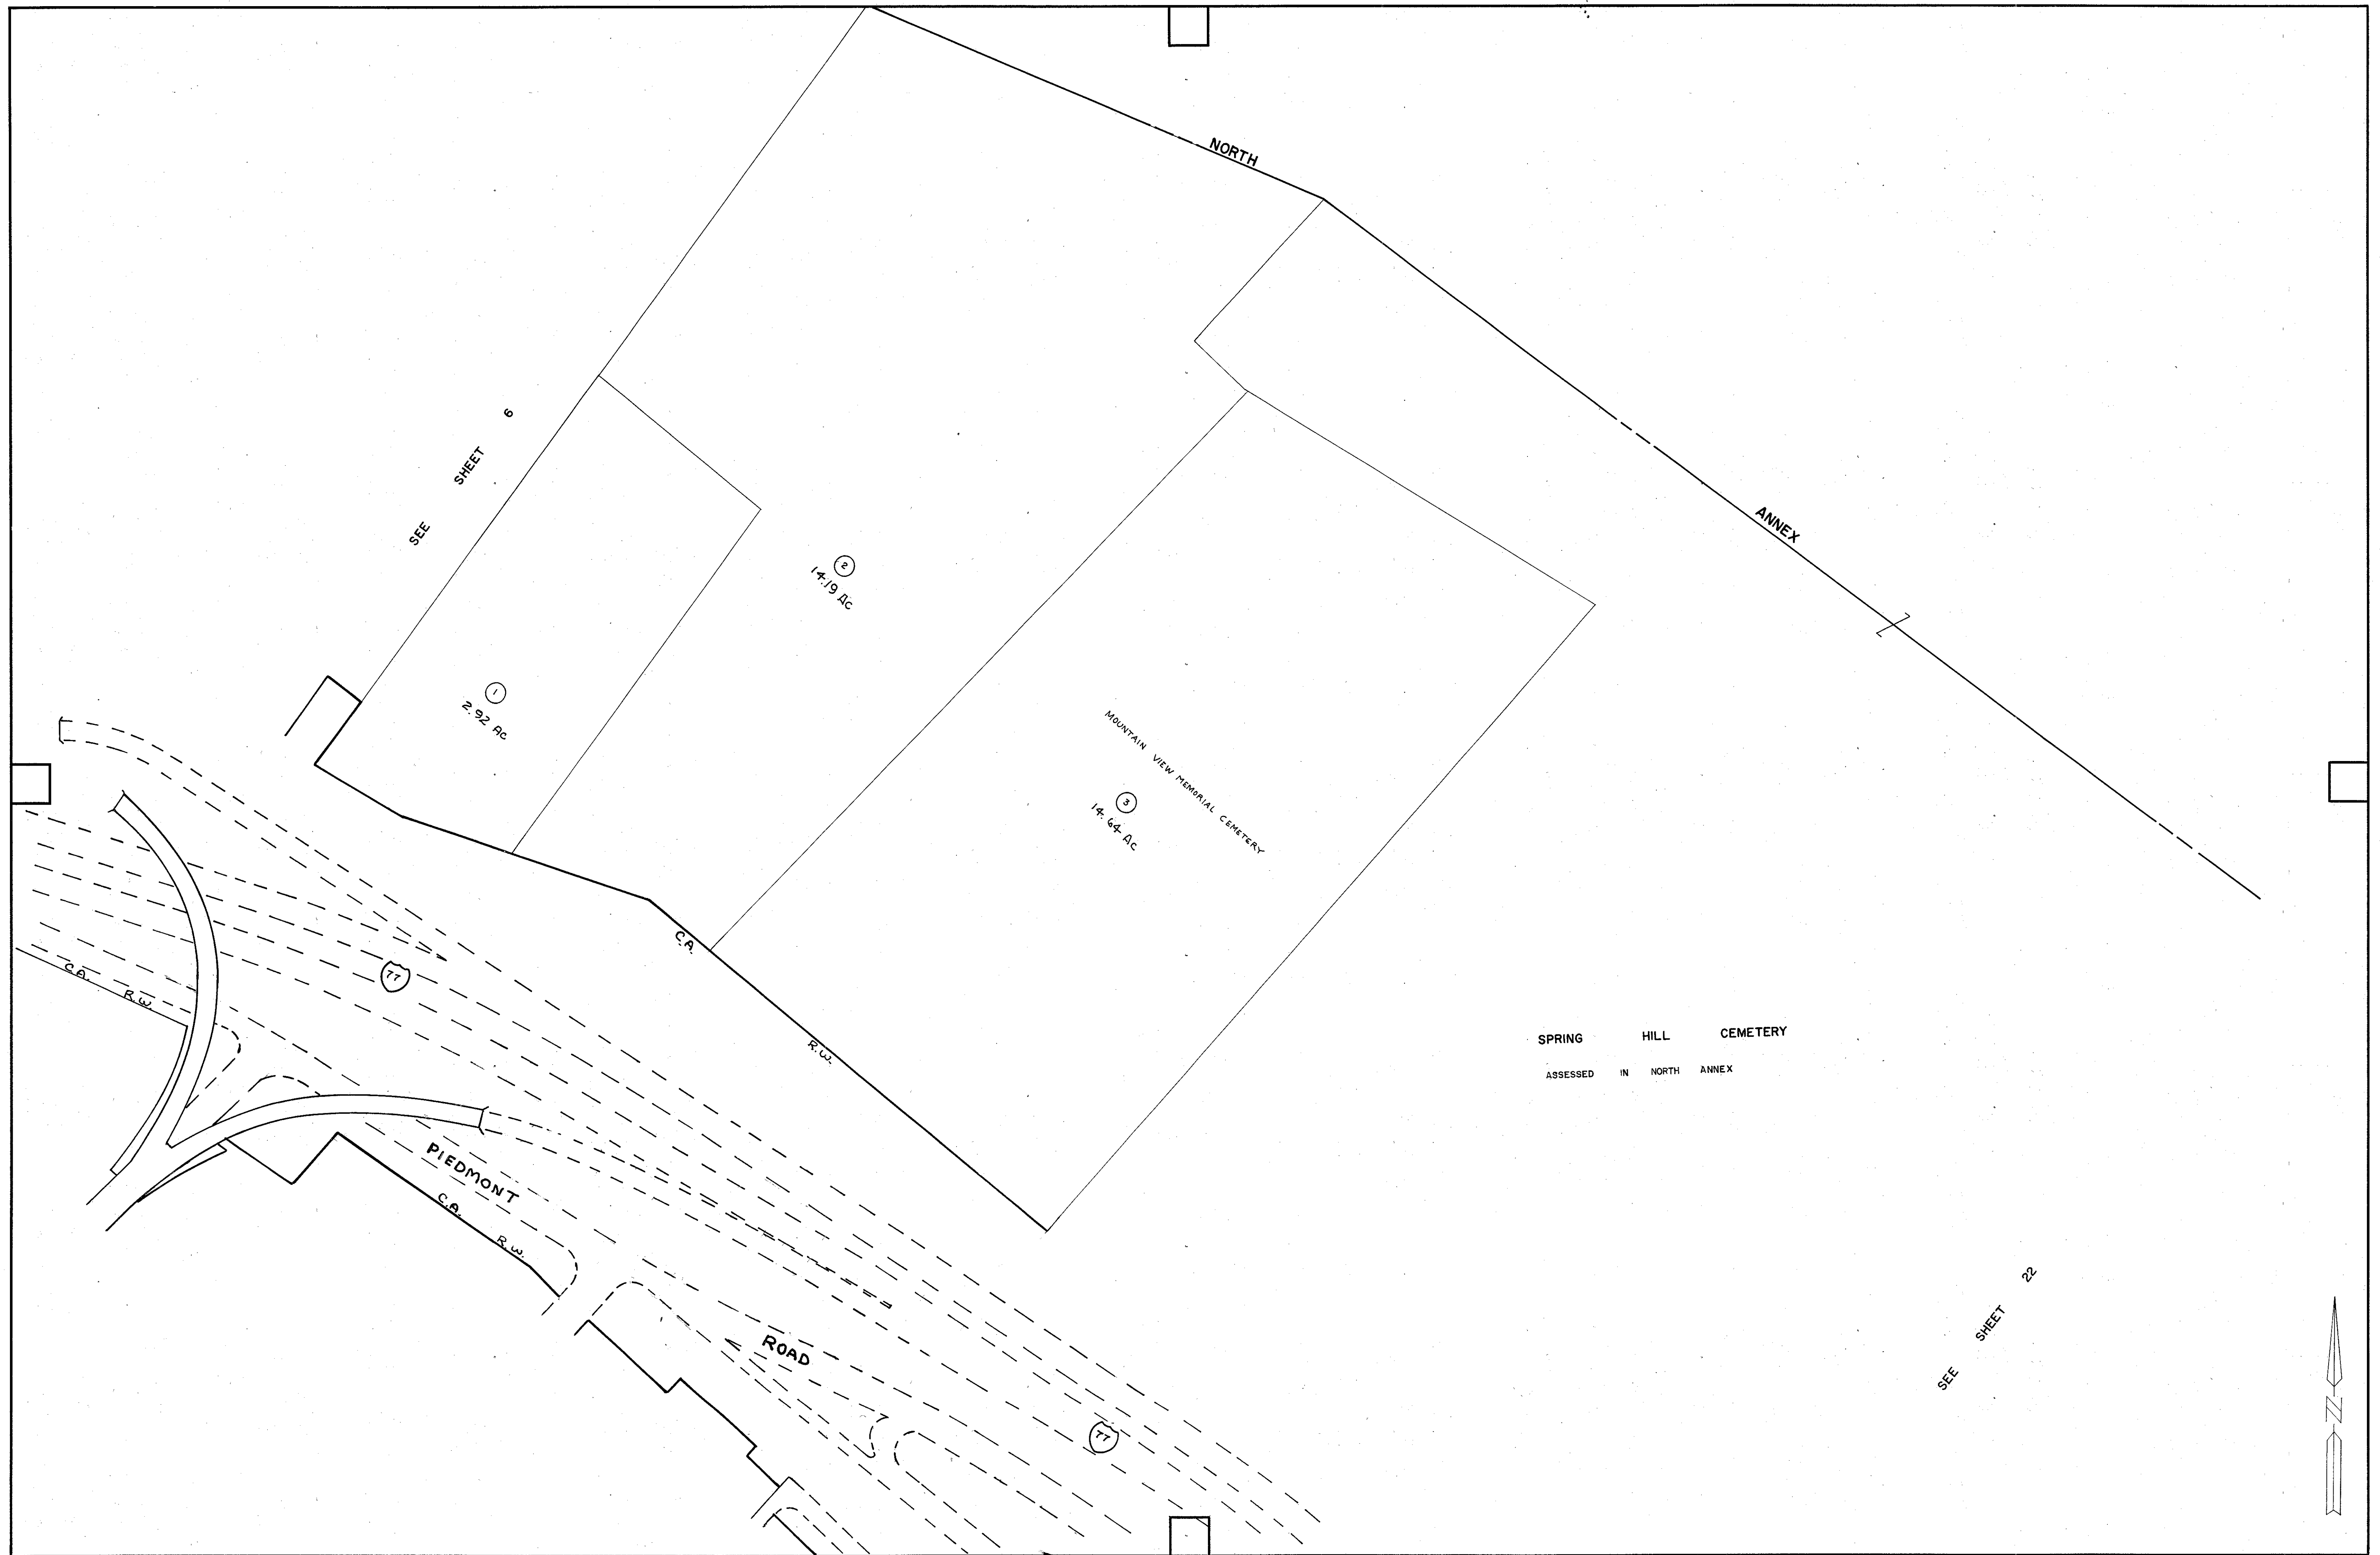 NORTH
SEE SHEET 6
ANNEX
2
14.19 Ac
1
2.92 Ac
MOUNTAIN VIEW MEMORIAL CEMETERY
3
14.64 Ac
C.A.
R.W.
C.A.
R.W.
77
SPRING HILL CEMETERY
ASSESSED IN NORTH ANNEX
PIEDMONT
C.A.
R.W.
ROAD
77
SEE SHEET 22
N